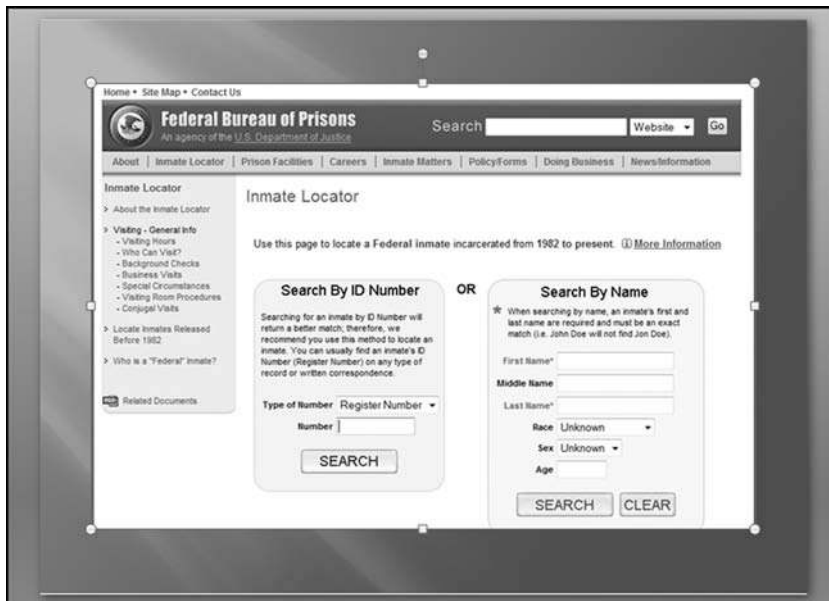 Home • Site Map • Contact Us
Federal Bureau of Prisons
An agency of the U.S. Department of Justice
Search Website Go
About | Inmate Locator | Prison Facilities | Careers | Inmate Matters | Policy/Forms | Doing Business | News/Information
Inmate Locator
> About the Inmate Locator
> Visiting - General Info
- Visiting Hours
- Who Can Visit?
- Background Checks
- Business Visits
- Special Circumstances
- Visiting Room Procedures
- Conjugal Visits
> Locate Inmates Released
Before 1982
> Who is a "Federal" Inmate?
Related Documents
Inmate Locator
Use this page to locate a Federal inmate incarcerated from 1982 to present. More Information
Search By ID Number
Searching for an inmate by ID Number will
return a better match; therefore, we
recommend you use this method to locate an
inmate. You can usually find an inmate's ID
Number (Register Number) on any type of
record or written correspondence.
Type of Number Register Number
Number
SEARCH
OR
Search By Name
* When searching by name, an inmate's first and
last name are required and must be an exact
match (i.e. John Doe will not find Jon Doe).
First Name*
Middle Name
Last Name*
Race Unknown
Sex Unknown
Age
SEARCH CLEAR